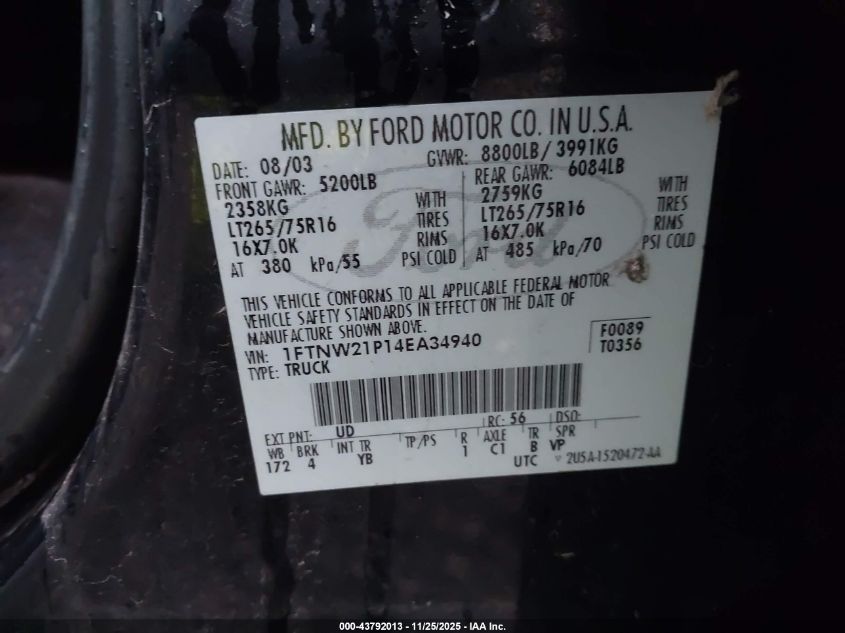 MFD. BY FORD MOTOR CO. IN U.S.A.
DATE: 08/03 GVWR: 8800LB/ 3991KG
FRONT GAWR: 5200LB REAR GAWR: 6084LB
2358KG WITH 2759KG WITH
LT265/75R16 TIRES LT265/75R16 TIRES
16X7.0K RIMS 16X7.0K RIMS
AT 380 kPa/55 PSI COLD AT 485 kPa/70 PSI COLD
Ford
THIS VEHICLE CONFORMS TO ALL APPLICABLE FEDERAL MOTOR
VEHICLE SAFETY STANDARDS IN EFFECT ON THE DATE OF
MANUFACTURE SHOWN ABOVE.
VIN: 1FTNW21P14EA34940 F0089
TYPE: TRUCK T0356
EXT PNT: UD RC: 56 DSO:
WB BRK INT TR TP/PS R AXLE TR SPR
172 4 YB 1 C1 B VP
UTC ▽ 2U5A-1520472-AA
000-43792013 - 11/25/2025 - IAA Inc.